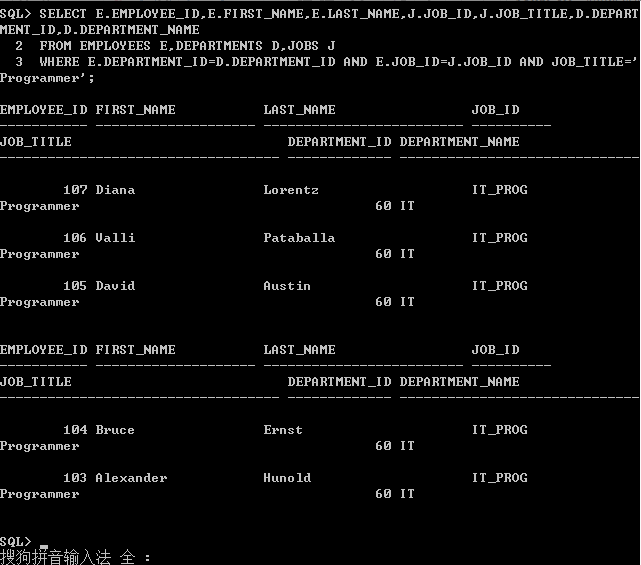 SQL> SELECT E.EMPLOYEE_ID,E.FIRST_NAME,E.LAST_NAME,J.JOB_ID,J.JOB_TITLE,D.DEPART
MENT_ID,D.DEPARTMENT_NAME
2 FROM EMPLOYEES E,DEPARTMENTS D,JOBS J
3 WHERE E.DEPARTMENT_ID=D.DEPARTMENT_ID AND E.JOB_ID=J.JOB_ID AND JOB_TITLE='
Programmer';
EMPLOYEE_ID FIRST_NAME LAST_NAME JOB_ID
----------- -------------------- ------------------------- ----------
JOB_TITLE DEPARTMENT_ID DEPARTMENT_NAME
----------------------------------- ------------- ------------------------------
107 Diana Lorentz IT_PROG
Programmer 60 IT
106 Valli Pataballa IT_PROG
Programmer 60 IT
105 David Austin IT_PROG
Programmer 60 IT
EMPLOYEE_ID FIRST_NAME LAST_NAME JOB_ID
----------- -------------------- ------------------------- ----------
JOB_TITLE DEPARTMENT_ID DEPARTMENT_NAME
----------------------------------- ------------- ------------------------------
104 Bruce Ernst IT_PROG
Programmer 60 IT
103 Alexander Hunold IT_PROG
Programmer 60 IT
SQL> _
搜狗拼音输入法 全 :